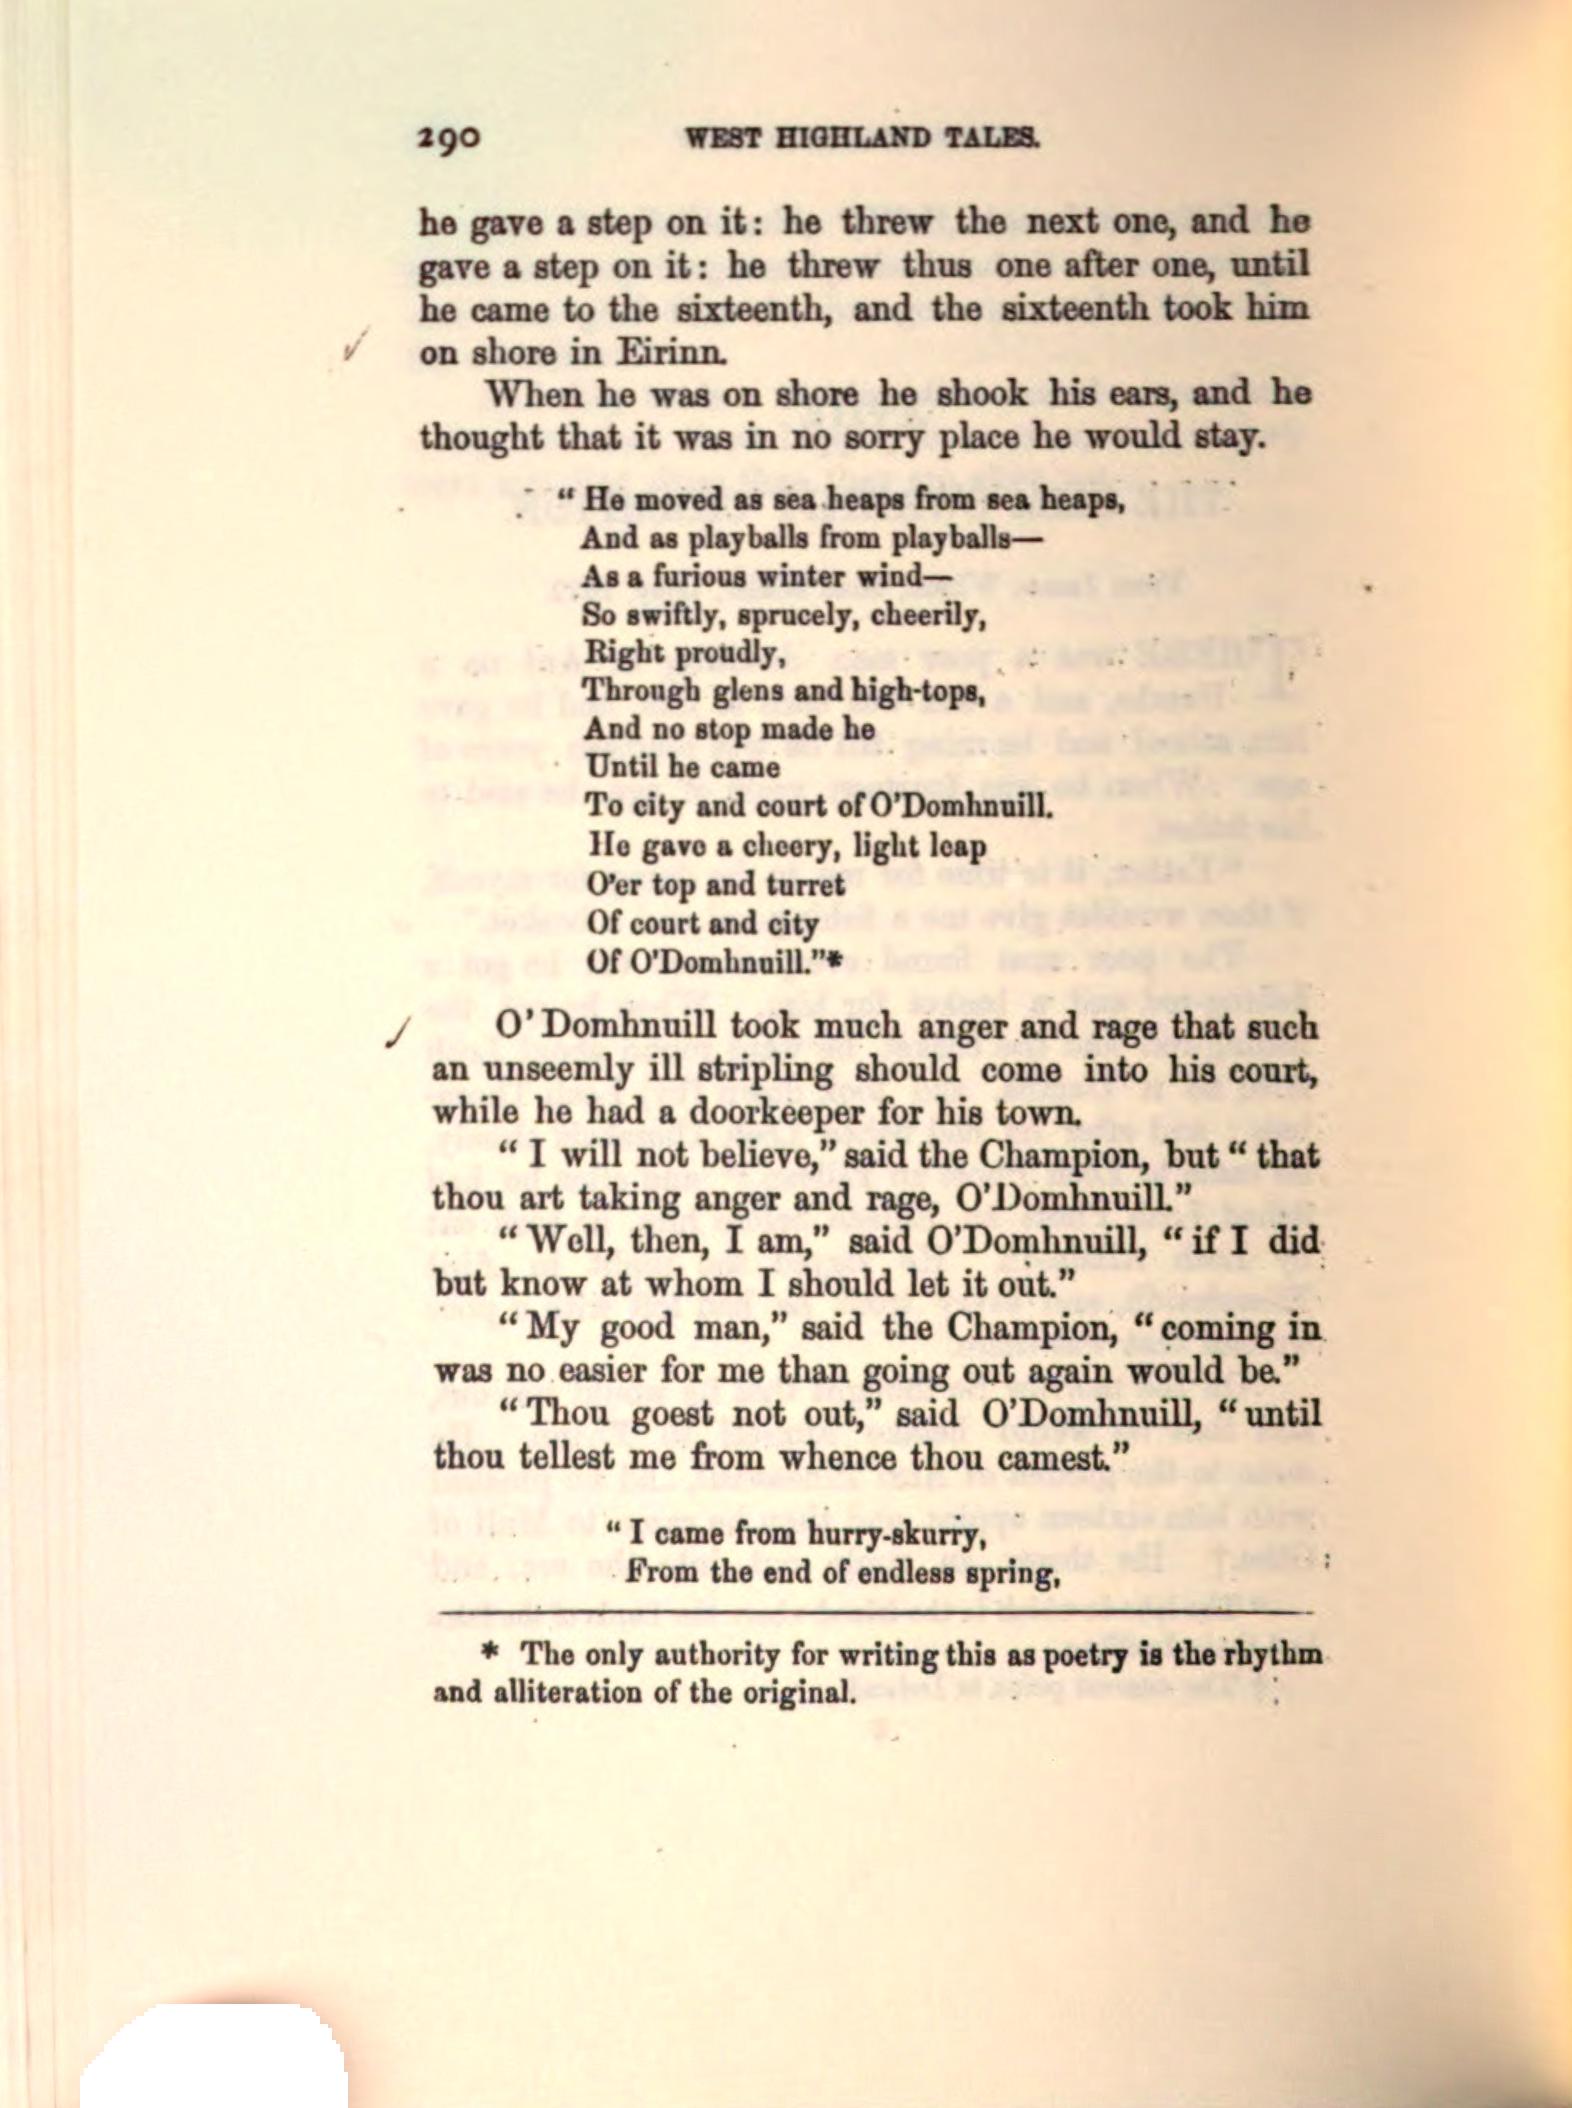 290 WEST HIGHLAND TALES.
he gave a step on it: he threw the next one, and he
gave a step on it: he threw thus one after one, until
he came to the sixteenth, and the sixteenth took him
on shore in Eirinn.
When he was on shore he shook his ears, and he
thought that it was in no sorry place he would stay.
“ He moved as sea heaps from sea heaps,
And as playballs from playballs—
As a furious winter wind—
So swiftly, sprucely, cheerily,
Right proudly,
Through glens and high-tops,
And no stop made he
Until he came
To city and court of O’Domhnuill.
He gave a cheery, light leap
O’er top and turret
Of court and city
Of O’Domhnuill.”*
O’ Domhnuill took much anger and rage that such
an unseemly ill stripling should come into his court,
while he had a doorkeeper for his town.
“ I will not believe,” said the Champion, but “ that
thou art taking anger and rage, O’Domhnuill.”
“ Well, then, I am,” said O’Domhnuill, “ if I did
but know at whom I should let it out.”
“ My good man,” said the Champion, “ coming in
was no easier for me than going out again would be.”
“ Thou goest not out,” said O’Domhnuill, “ until
thou tellest me from whence thou camest.”
“ I came from hurry-skurry,
From the end of endless spring,
* The only authority for writing this as poetry is the rhythm
and alliteration of the original.